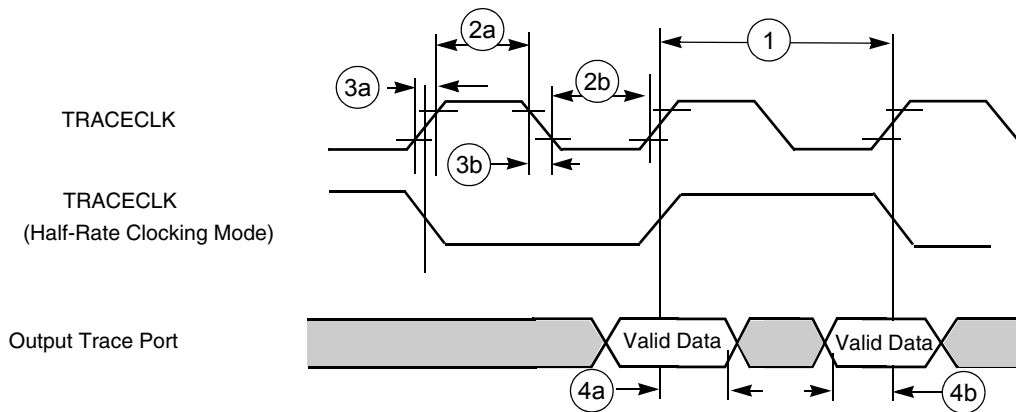 2a
1
3a
2b
TRACECLK
3b
TRACECLK
(Half-Rate Clocking Mode)
Output Trace Port
Valid Data
Valid Data
4a
4b